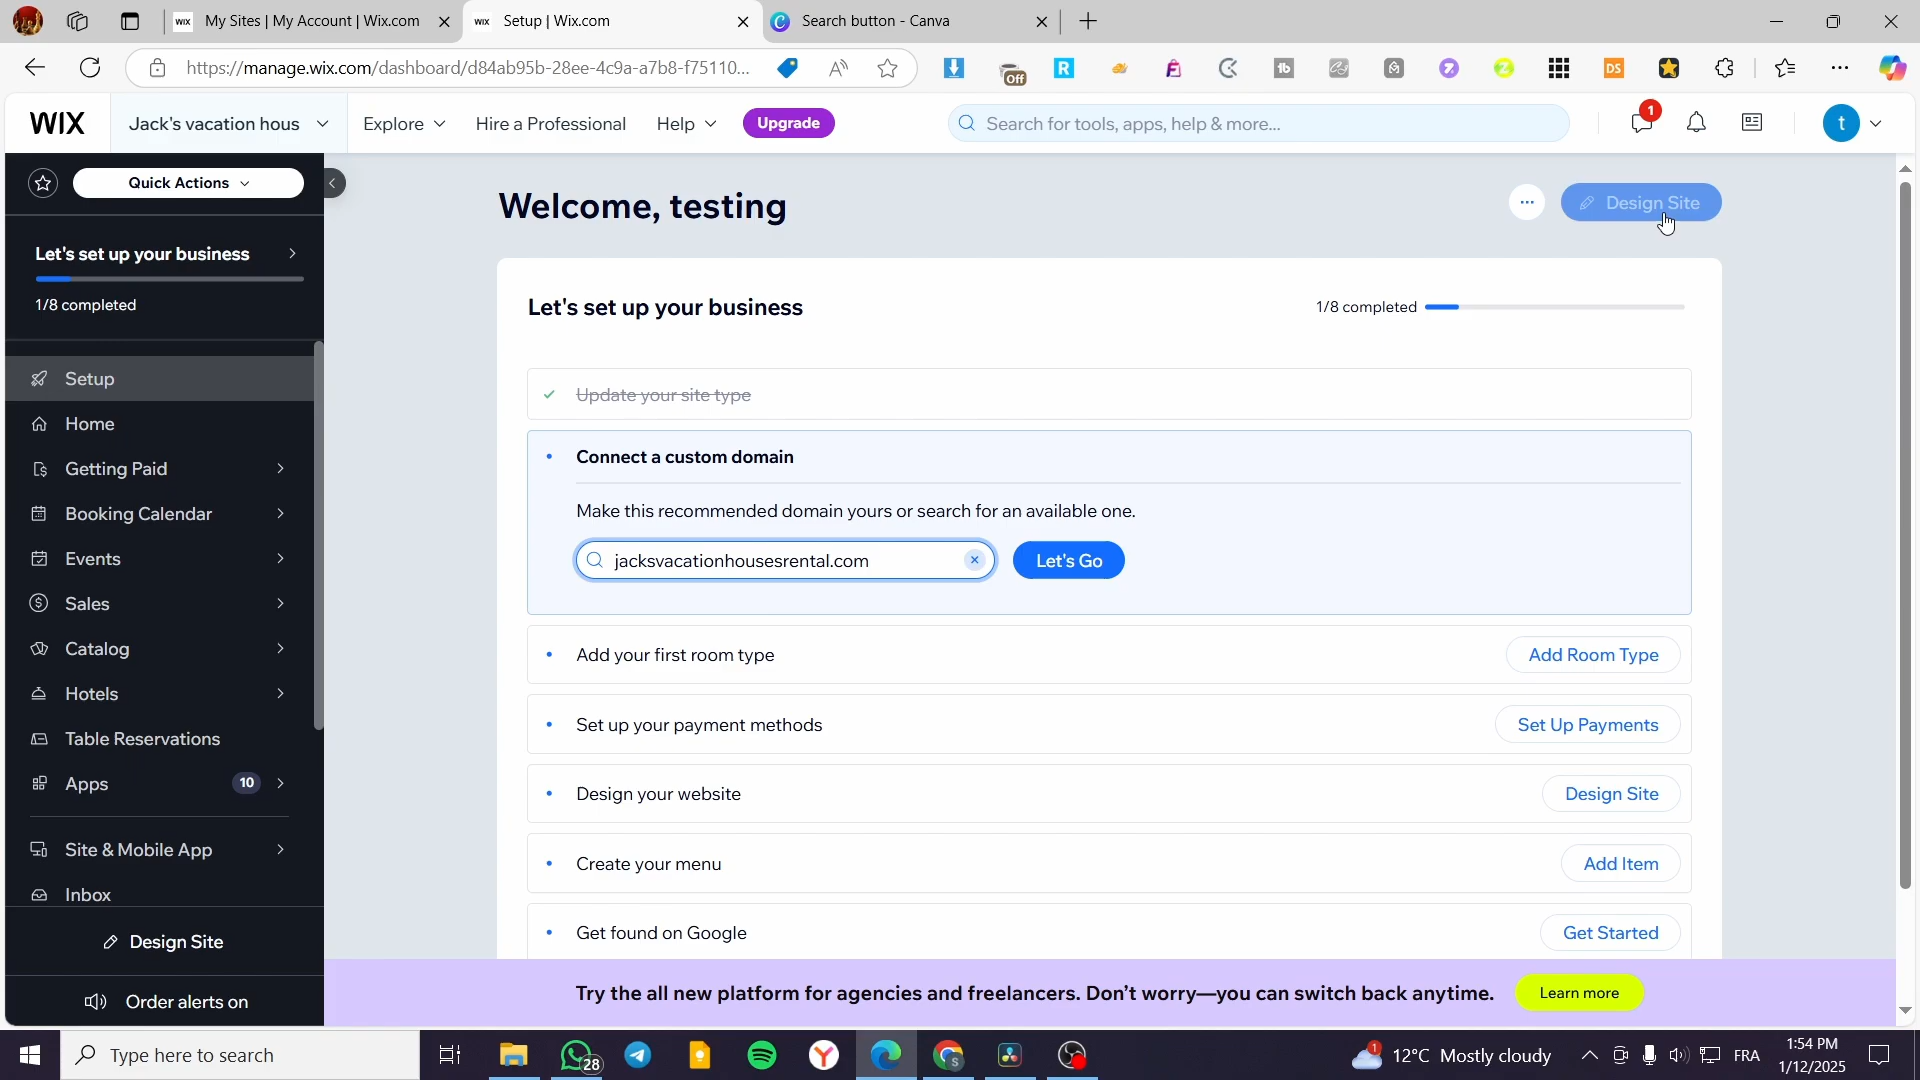 My Sites | My Account | Wix.com
Setup | Wix.com
Search button - Canva
https://manage.wix.com/dashboard/d84ab95b-28ee-4c9a-a7b8-f75110...
Off
WIX
Jack's vacation hous
Explore
Hire a Professional
Help
Upgrade
Search for tools, apps, help & more...
1
t
Quick Actions
Let's set up your business
1/8 completed
Setup
Home
Getting Paid
Booking Calendar
Events
Sales
Catalog
Hotels
Table Reservations
Apps 10
Site & Mobile App
Inbox
Design Site
Order alerts on
Welcome, testing
Design Site
Let's set up your business
1/8 completed
Update your site type
Connect a custom domain
Make this recommended domain yours or search for an available one.
jacksvacationhousesrental.com
Let's Go
Add your first room type
Add Room Type
Set up your payment methods
Set Up Payments
Design your website
Design Site
Create your menu
Add Item
Get found on Google
Get Started
Try the all new platform for agencies and freelancers. Don't worry—you can switch back anytime.
Learn more
Type here to search
28
12°C Mostly cloudy
FRA
1:54 PM
1/12/2025